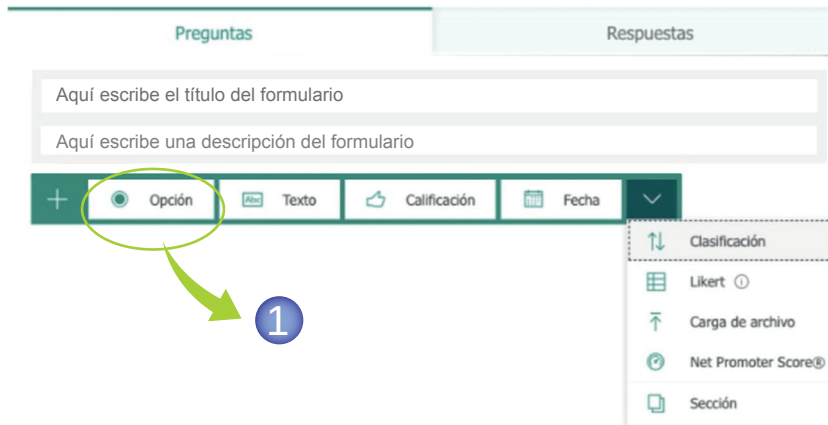 Preguntas Respuestas
Aquí escribe el título del formulario
Aquí escribe una descripción del formulario
+ Opción Abc Texto Calificación Fecha
Clasificación
Likert
Carga de archivo
Net Promoter Score®
Sección
1